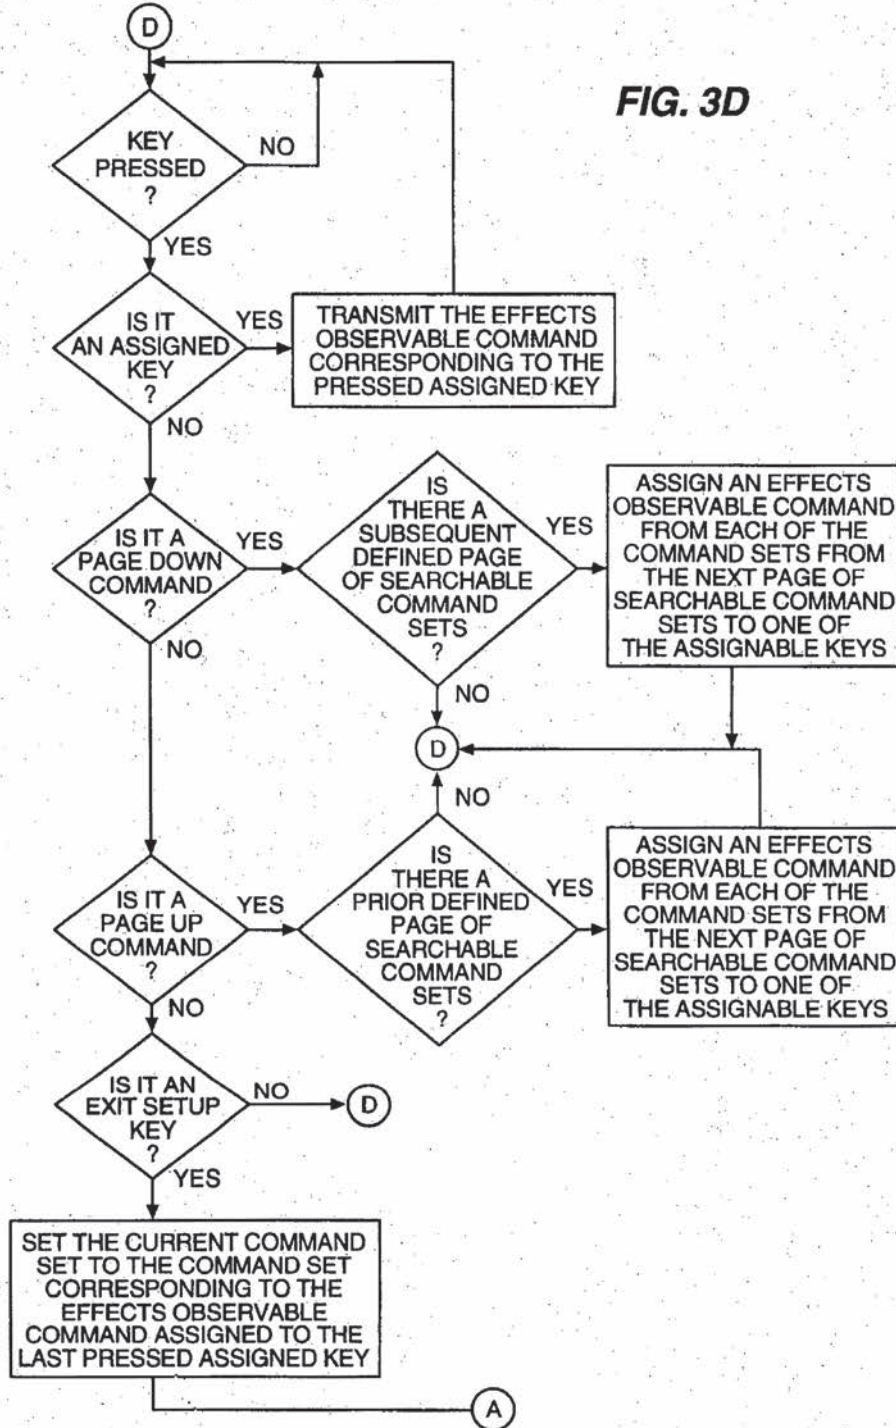 D
FIG. 3D
KEY
PRESSED
?
NO
YES
IS IT
AN ASSIGNED
KEY
?
YES
NO
TRANSMIT THE EFFECTS
OBSERVABLE COMMAND
CORRESPONDING TO THE
PRESSED ASSIGNED KEY
IS IT A
PAGE DOWN
COMMAND
?
YES
NO
IS
THERE A
SUBSEQUENT
DEFINED PAGE
OF SEARCHABLE
COMMAND
SETS
?
YES
NO
ASSIGN AN EFFECTS
OBSERVABLE COMMAND
FROM EACH OF THE
COMMAND SETS FROM
THE NEXT PAGE OF
SEARCHABLE COMMAND
SETS TO ONE OF
THE ASSIGNABLE KEYS
D
IS IT A
PAGE UP
COMMAND
?
YES
NO
NO
IS
THERE A
PRIOR DEFINED
PAGE OF
SEARCHABLE
COMMAND
SETS
?
YES
ASSIGN AN EFFECTS
OBSERVABLE COMMAND
FROM EACH OF THE
COMMAND SETS FROM
THE NEXT PAGE OF
SEARCHABLE COMMAND
SETS TO ONE OF
THE ASSIGNABLE KEYS
IS IT AN
EXIT SETUP
KEY
?
NO
D
YES
SET THE CURRENT COMMAND
SET TO THE COMMAND SET
CORRESPONDING TO THE
EFFECTS OBSERVABLE
COMMAND ASSIGNED TO THE
LAST PRESSED ASSIGNED KEY
A